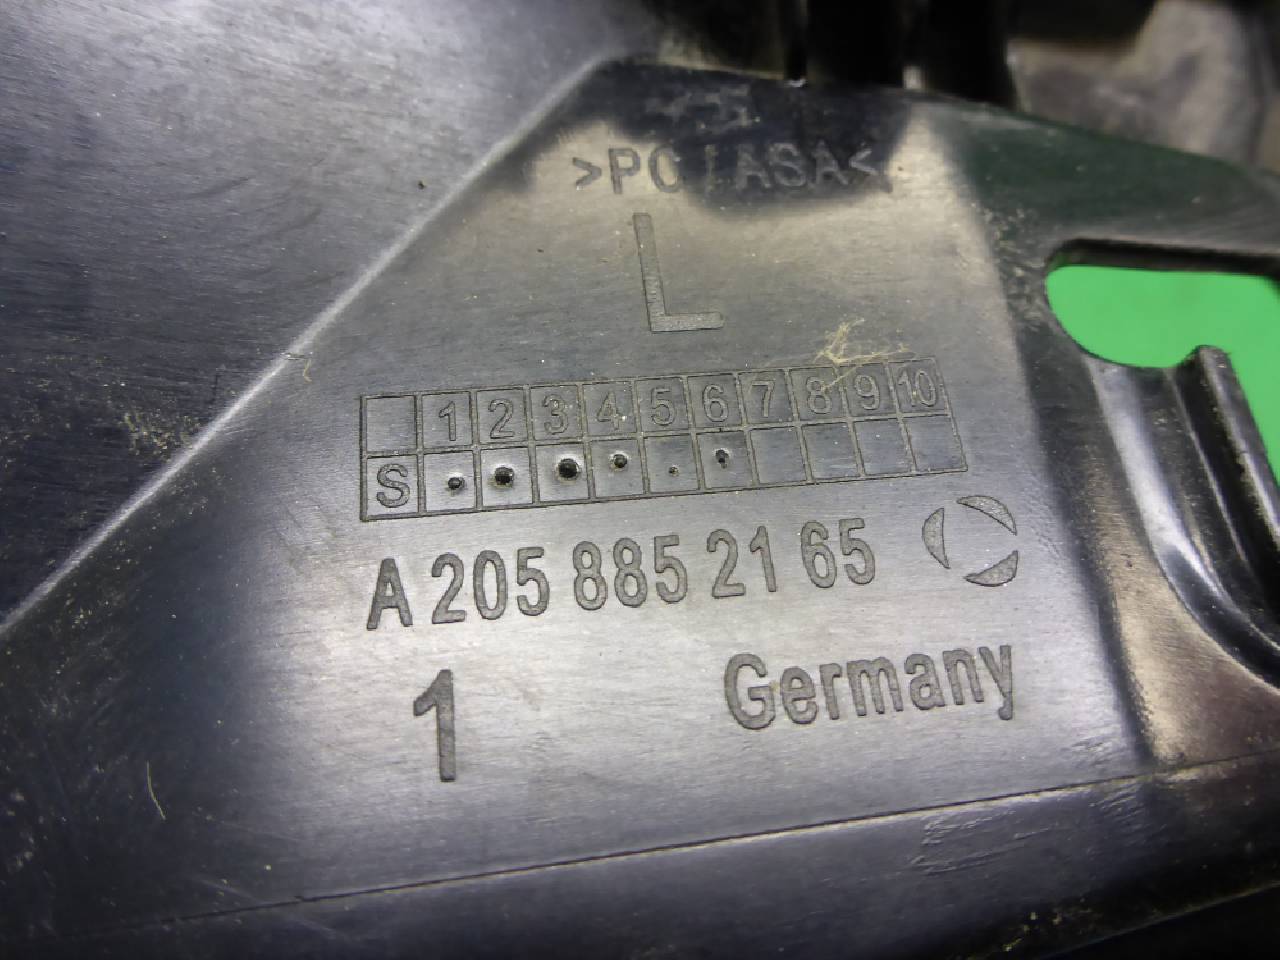 >PC / ASA<
L
1 2 3 4 5 6 7 8 9 10
S
A 205 885 21 65
1 Germany